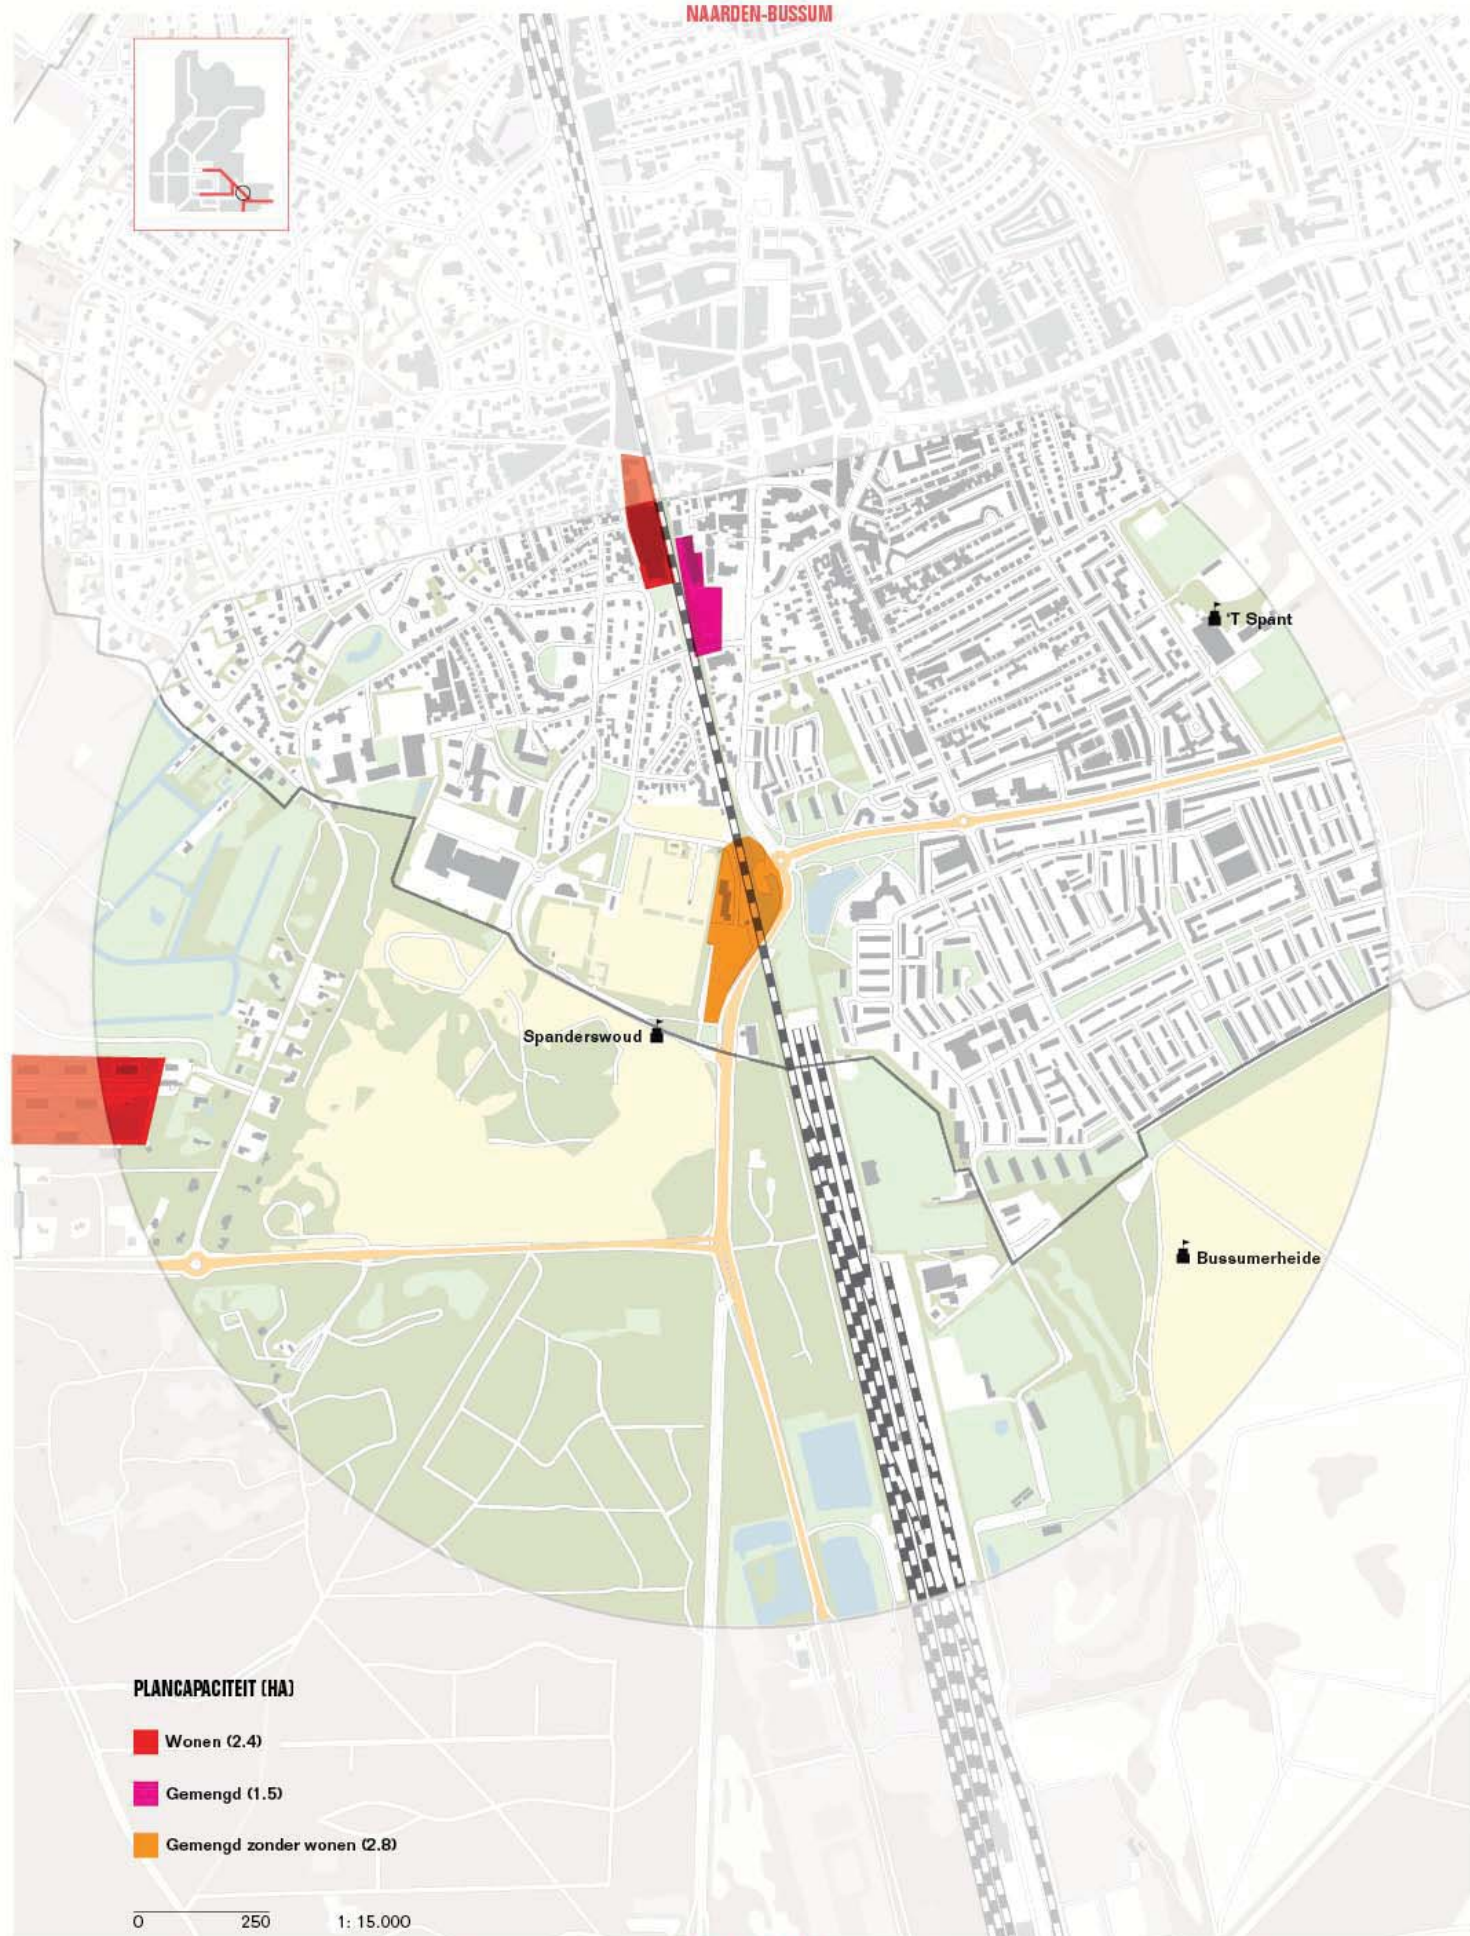 NAARDEN-BUSSUM
'T Spant
Spanderswoud
Bussumerheide
PLANCAPACITEIT (HA)
Wonen (2.4)
Gemengd (1.5)
Gemengd zonder wonen (2.8)
0 250 1: 15.000